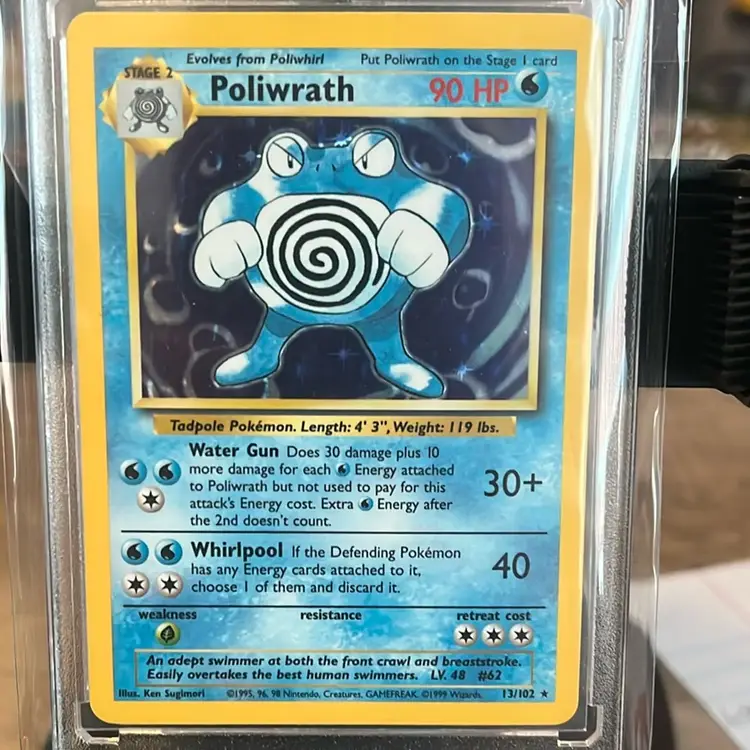 Evolves from Poliwhirl Put Poliwrath on the Stage 1 card
STAGE 2
Poliwrath 90 HP
Tadpole Pokémon. Length: 4' 3", Weight: 119 lbs.
Water Gun Does 30 damage plus 10
more damage for each Energy attached
to Poliwrath but not used to pay for this
attack's Energy cost. Extra Energy after
the 2nd doesn't count.
30+
Whirlpool If the Defending Pokémon
has any Energy cards attached to it,
choose 1 of them and discard it.
40
weakness resistance retreat cost
An adept swimmer at both the front crawl and breaststroke.
Easily overtakes the best human swimmers. LV. 48 #62
Illus. Ken Sugimori ©1995, 96, 98 Nintendo, Creatures, GAMEFREAK. ©1999 Wizards. 13/102 ★